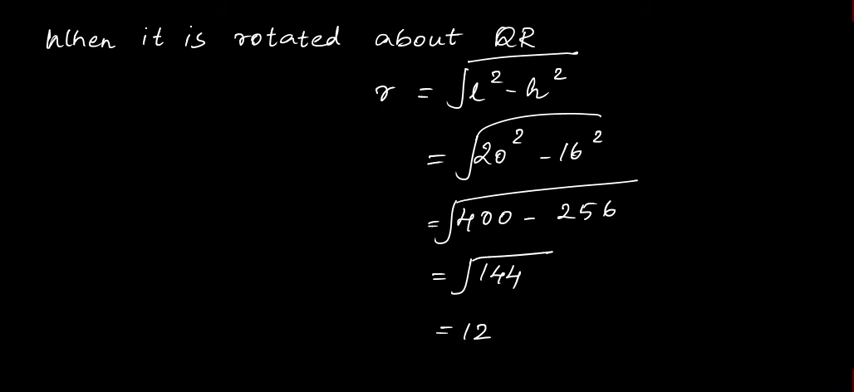 When it is rotated about QR
r = √l² - h²
= √20² - 16²
= √400 - 256
= √144
= 12